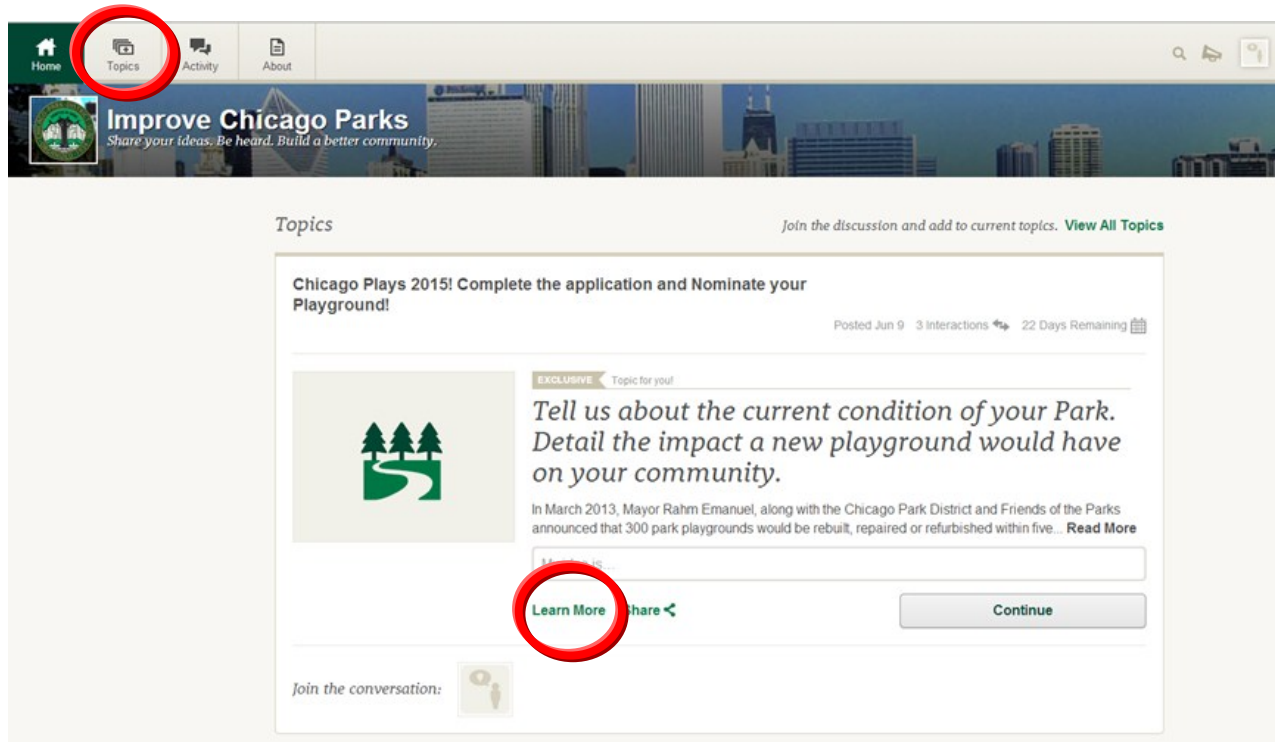 Home
Topics
Activity
About
Improve Chicago Parks
Share your ideas. Be heard. Build a better community.
Topics
Join the discussion and add to current topics. View All Topics
Chicago Plays 2015! Complete the application and Nominate your
Playground!
Posted Jun 9 3 Interactions 22 Days Remaining
EXCLUSIVE Topic for you!
Tell us about the current condition of your Park.
Detail the impact a new playground would have
on your community.
In March 2013, Mayor Rahm Emanuel, along with the Chicago Park District and Friends of the Parks
announced that 300 park playgrounds would be rebuilt, repaired or refurbished within five... Read More
is...
Learn More Share
Continue
Join the conversation: